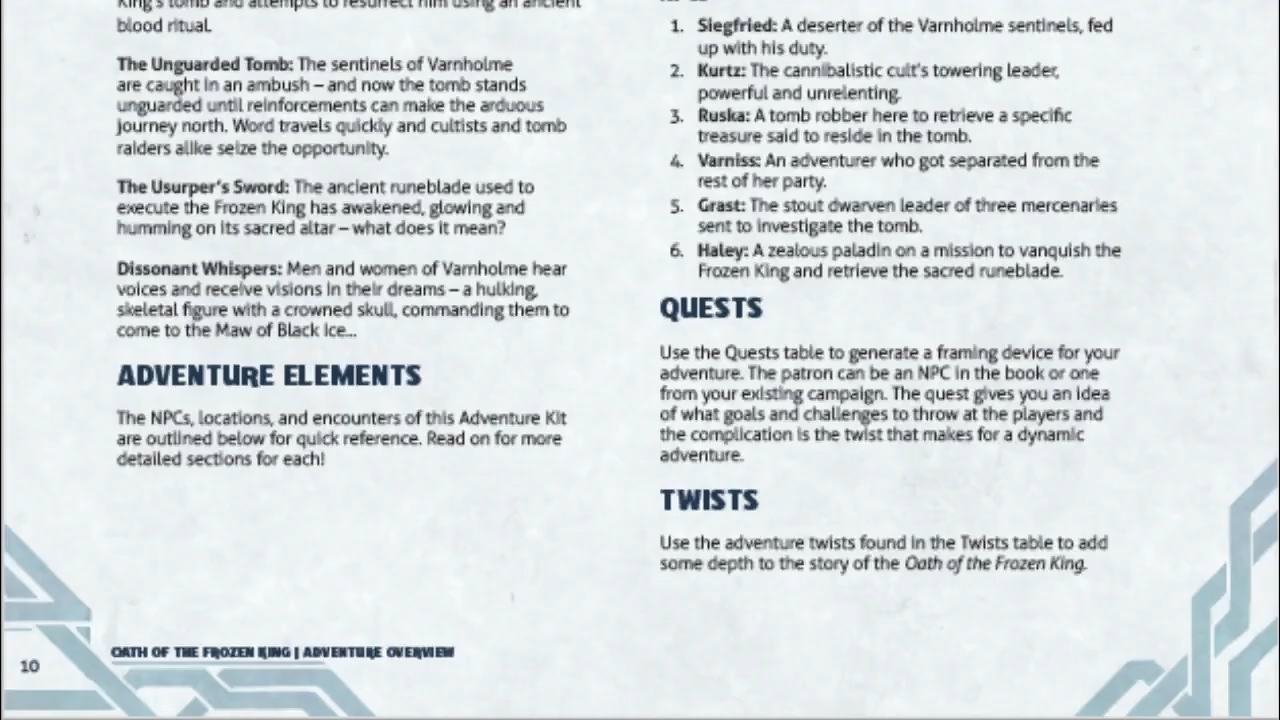 King's tomb and attempts to resurrect him using an ancient
blood ritual.
The Unguarded Tomb: The sentinels of Varnholme
are caught in an ambush – and now the tomb stands
unguarded until reinforcements can make the arduous
journey north. Word travels quickly and cultists and tomb
raiders alike seize the opportunity.
The Usurper's Sword: The ancient runeblade used to
execute the Frozen King has awakened, glowing and
humming on its sacred altar – what does it mean?
Dissonant Whispers: Men and women of Varnholme hear
voices and receive visions in their dreams – a hulking,
skeletal figure with a crowned skull, commanding them to
come to the Maw of Black Ice...
ADVENTURE ELEMENTS
The NPCs, locations, and encounters of this Adventure Kit
are outlined below for quick reference. Read on for more
detailed sections for each!
1. Siegfried: A deserter of the Varnholme sentinels, fed
up with his duty.
2. Kurtz: The cannibalistic cult's towering leader,
powerful and unrelenting.
3. Ruska: A tomb robber here to retrieve a specific
treasure said to reside in the tomb.
4. Varniss: An adventurer who got separated from the
rest of her party.
5. Grast: The stout dwarven leader of three mercenaries
sent to investigate the tomb.
6. Haley: A zealous paladin on a mission to vanquish the
Frozen King and retrieve the sacred runeblade.
QUESTS
Use the Quests table to generate a framing device for your
adventure. The patron can be an NPC in the book or one
from your existing campaign. The quest gives you an idea
of what goals and challenges to throw at the players and
the complication is the twist that makes for a dynamic
adventure.
TWISTS
Use the adventure twists found in the Twists table to add
some depth to the story of the Oath of the Frozen King.
10
OATH OF THE FROZEN KING | ADVENTURE OVERVIEW